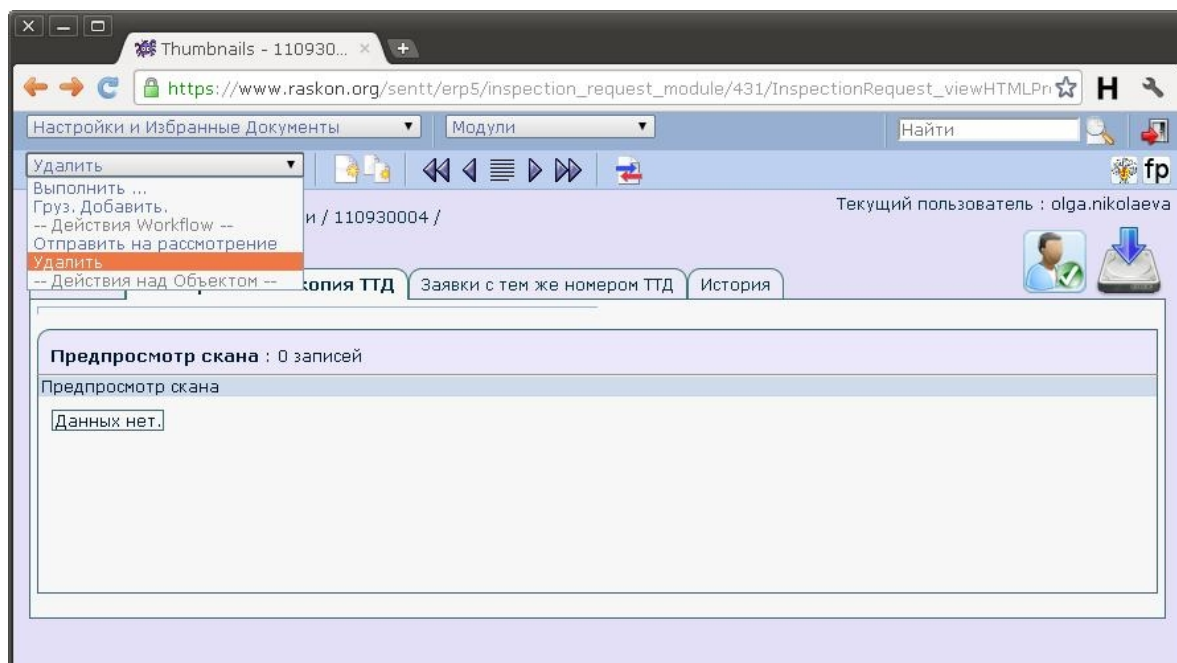 Thumbnails - 110930...
https://www.raskon.org/sentt/erp5/inspection_request_module/431/InspectionRequest_viewHTMLPr
H
Настройки и Избранные Документы
Модули
Найти
Удалить
fp
Выполнить ...
Груз. Добавить.
-- Действия Workflow --
Отправить на рассмотрение
Удалить
-- Действия над Объектом --
и / 110930004 /
Текущий пользователь : olga.nikolaeva
копия ТТД
Заявки с тем же номером ТТД
История
Предпросмотр скана : 0 записей
Предпросмотр скана
Данных нет.